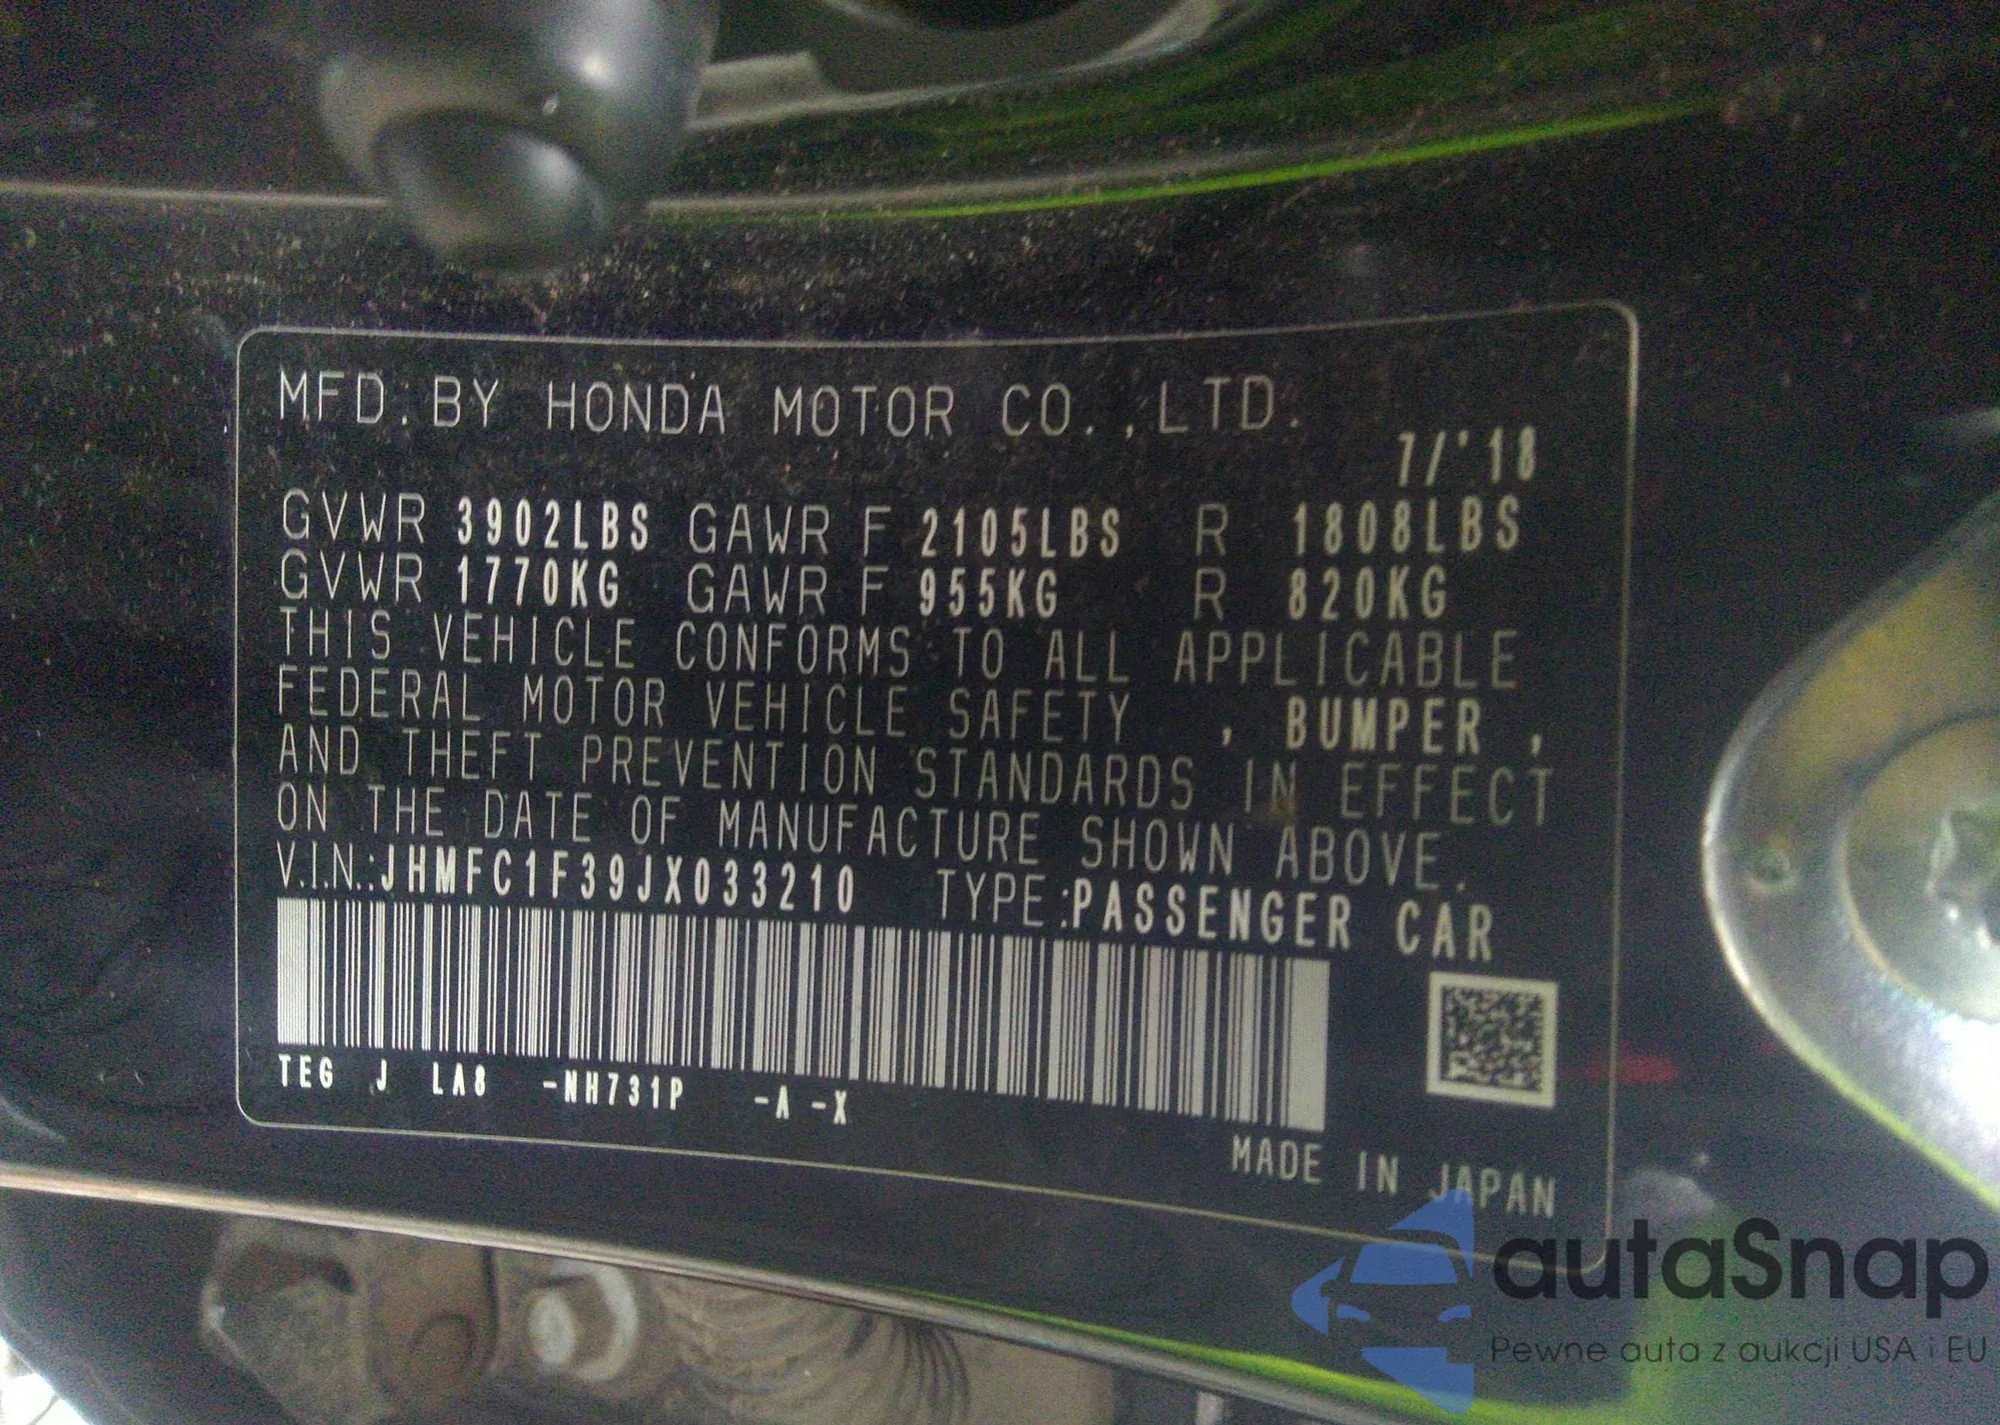 MFD. BY HONDA MOTOR CO., LTD.
7/'18
GVWR 3902LBS GAWR F 2105LBS R 1808LBS
GVWR 1770KG GAWR F 955KG R 820KG
THIS VEHICLE CONFORMS TO ALL APPLICABLE
FEDERAL MOTOR VEHICLE SAFETY , BUMPER ,
AND THEFT PREVENTION STANDARDS IN EFFECT
ON THE DATE OF MANUFACTURE SHOWN ABOVE.
V.I.N.:JHMFC1F39JX033210 TYPE:PASSENGER CAR
TEG J LA8 -NH731P -A -X
MADE IN JAPAN
autaSnap
Pewne auta z aukcji USA i EU